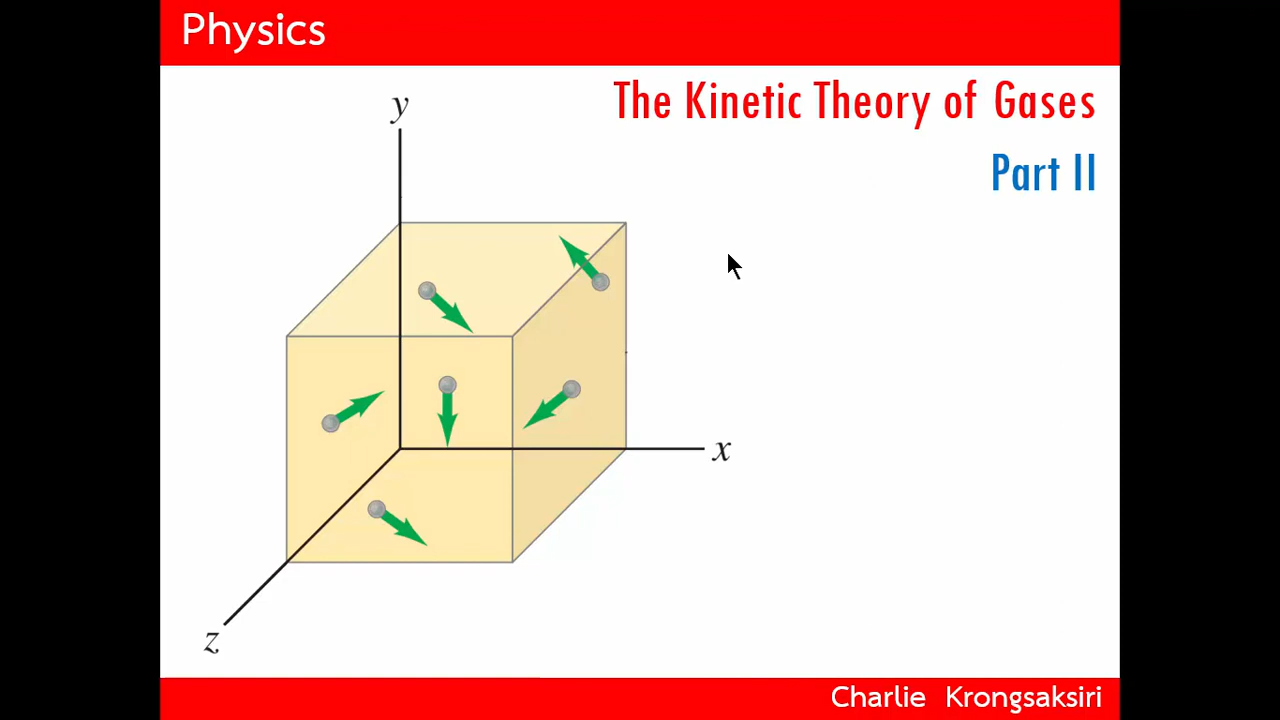 Physics
The Kinetic Theory of Gases
Part II
y
x
z
Charlie Krongsaksiri